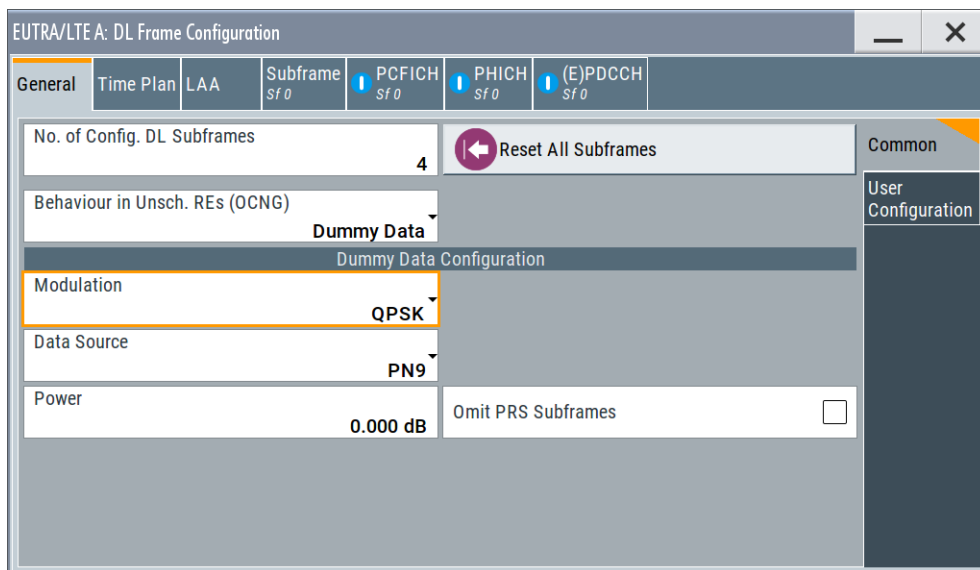 EUTRA/LTE A: DL Frame Configuration
General
Time Plan
LAA
Subframe
Sf 0
PCFICH
Sf 0
PHICH
Sf 0
(E)PDCCH
Sf 0
No. of Config. DL Subframes
4
Reset All Subframes
Common
User
Configuration
Behaviour in Unsch. REs (OCNG)
Dummy Data
Dummy Data Configuration
Modulation
QPSK
Data Source
PN9
Power
0.000 dB
Omit PRS Subframes